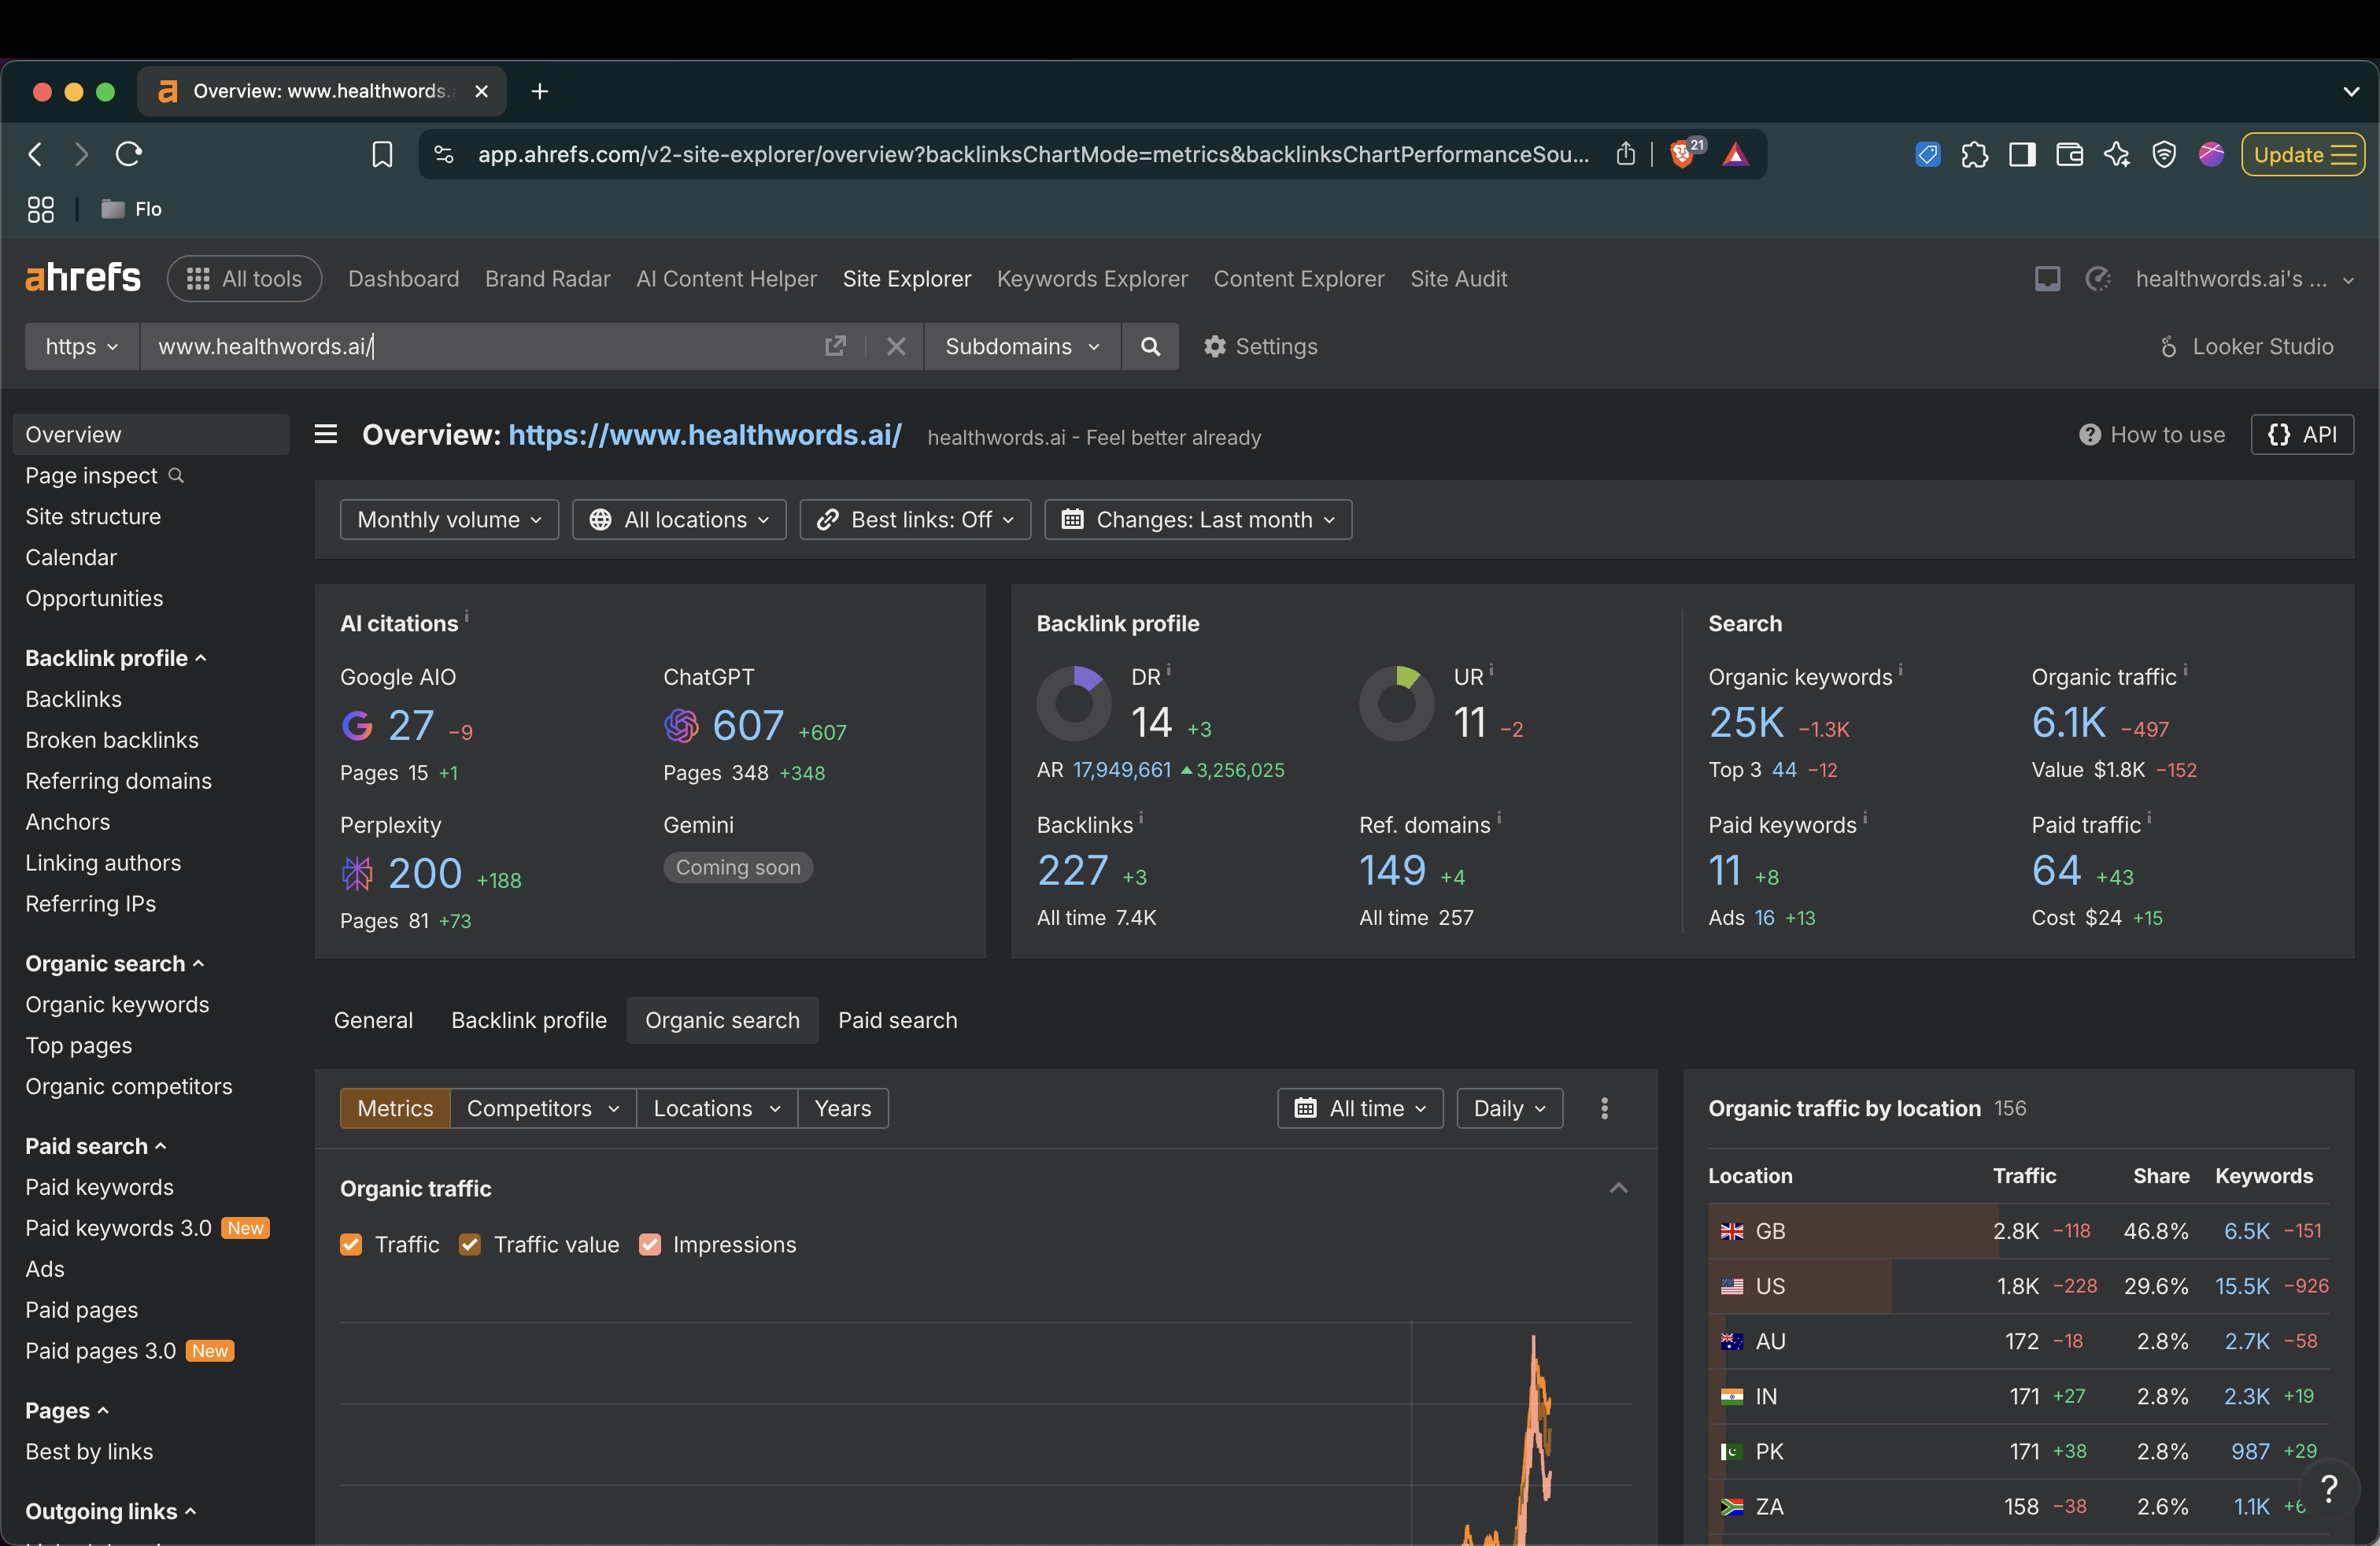 Overview: www.healthwords.
app.ahrefs.com/v2-site-explorer/overview?backlinksChartMode=metrics&backlinksChartPerformanceSou...
21
Update
Flo
ahrefs
All tools
Dashboard
Brand Radar
AI Content Helper
Site Explorer
Keywords Explorer
Content Explorer
Site Audit
healthwords.ai's ...
https
www.healthwords.ai/
Subdomains
Settings
Looker Studio
Overview
Page inspect
Site structure
Calendar
Opportunities
Backlink profile
Backlinks
Broken backlinks
Referring domains
Anchors
Linking authors
Referring IPs
Organic search
Organic keywords
Top pages
Organic competitors
Paid search
Paid keywords
Paid keywords 3.0 New
Ads
Paid pages
Paid pages 3.0 New
Pages
Best by links
Outgoing links
Overview: https://www.healthwords.ai/ healthwords.ai - Feel better already
How to use
API
Monthly volume
All locations
Best links: Off
Changes: Last month
AI citations
Google AIO
27 −9
Pages 15 +1
ChatGPT
607 +607
Pages 348 +348
Perplexity
200 +188
Pages 81 +73
Gemini
Coming soon
Backlink profile
DR
14 +3
AR 17,949,661 3,256,025
UR
11 −2
Backlinks
227 +3
All time 7.4K
Ref. domains
149 +4
All time 257
Search
Organic keywords
25K −1.3K
Top 3 44 −12
Organic traffic
6.1K −497
Value $1.8K −152
Paid keywords
11 +8
Ads 16 +13
Paid traffic
64 +43
Cost $24 +15
General
Backlink profile
Organic search
Paid search
Metrics
Competitors
Locations
Years
All time
Daily
Organic traffic
Traffic
Traffic value
Impressions
Organic traffic by location 156
Location Traffic Share Keywords
GB 2.8K −118 46.8% 6.5K −151
US 1.8K −228 29.6% 15.5K −926
AU 172 −18 2.8% 2.7K −58
IN 171 +27 2.8% 2.3K +19
PK 171 +38 2.8% 987 +29
ZA 158 −38 2.6% 1.1K
?